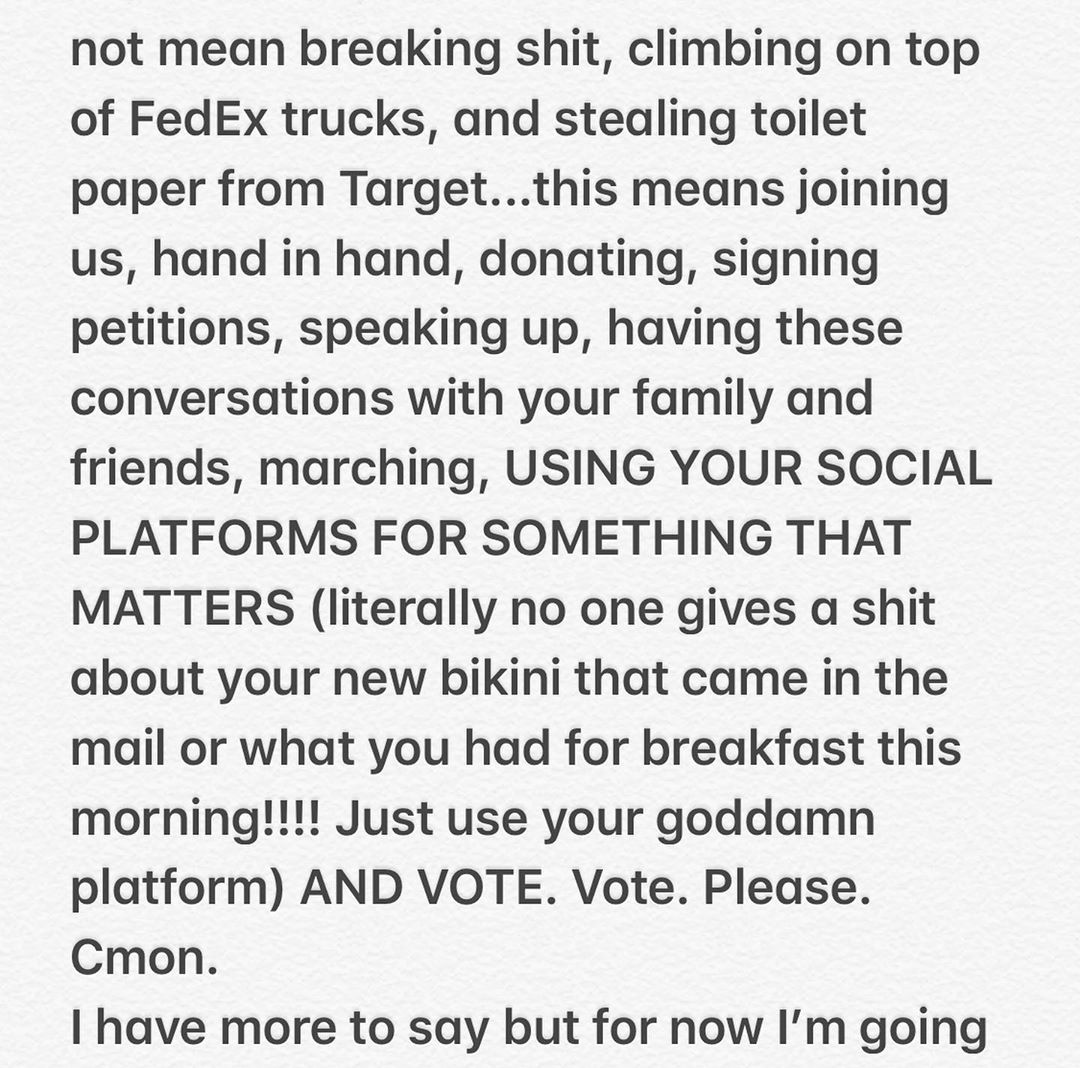 not mean breaking shit, climbing on top
of FedEx trucks, and stealing toilet
paper from Target...this means joining
us, hand in hand, donating, signing
petitions, speaking up, having these
conversations with your family and
friends, marching, USING YOUR SOCIAL
PLATFORMS FOR SOMETHING THAT
MATTERS (literally no one gives a shit
about your new bikini that came in the
mail or what you had for breakfast this
morning!!!! Just use your goddamn
platform) AND VOTE. Vote. Please.
Cmon.
I have more to say but for now I’m going